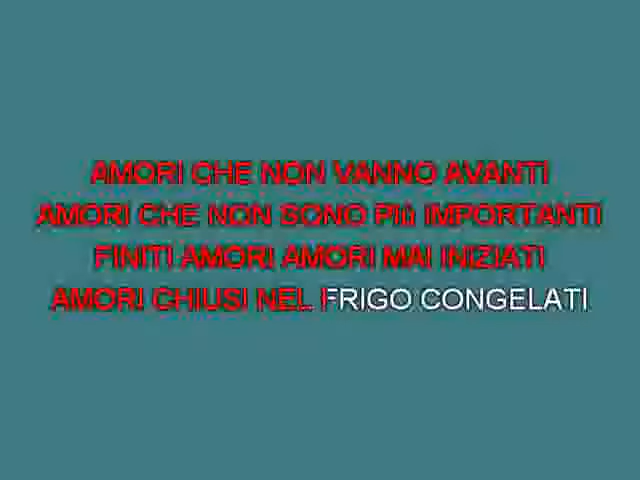 AMORI CHE NON VANNO AVANTI
AMORI CHE NON SONO PIù IMPORTANTI
FINITI AMORI AMORI MAI INIZIATI
AMORI CHIUSI NEL FRIGO CONGELATI